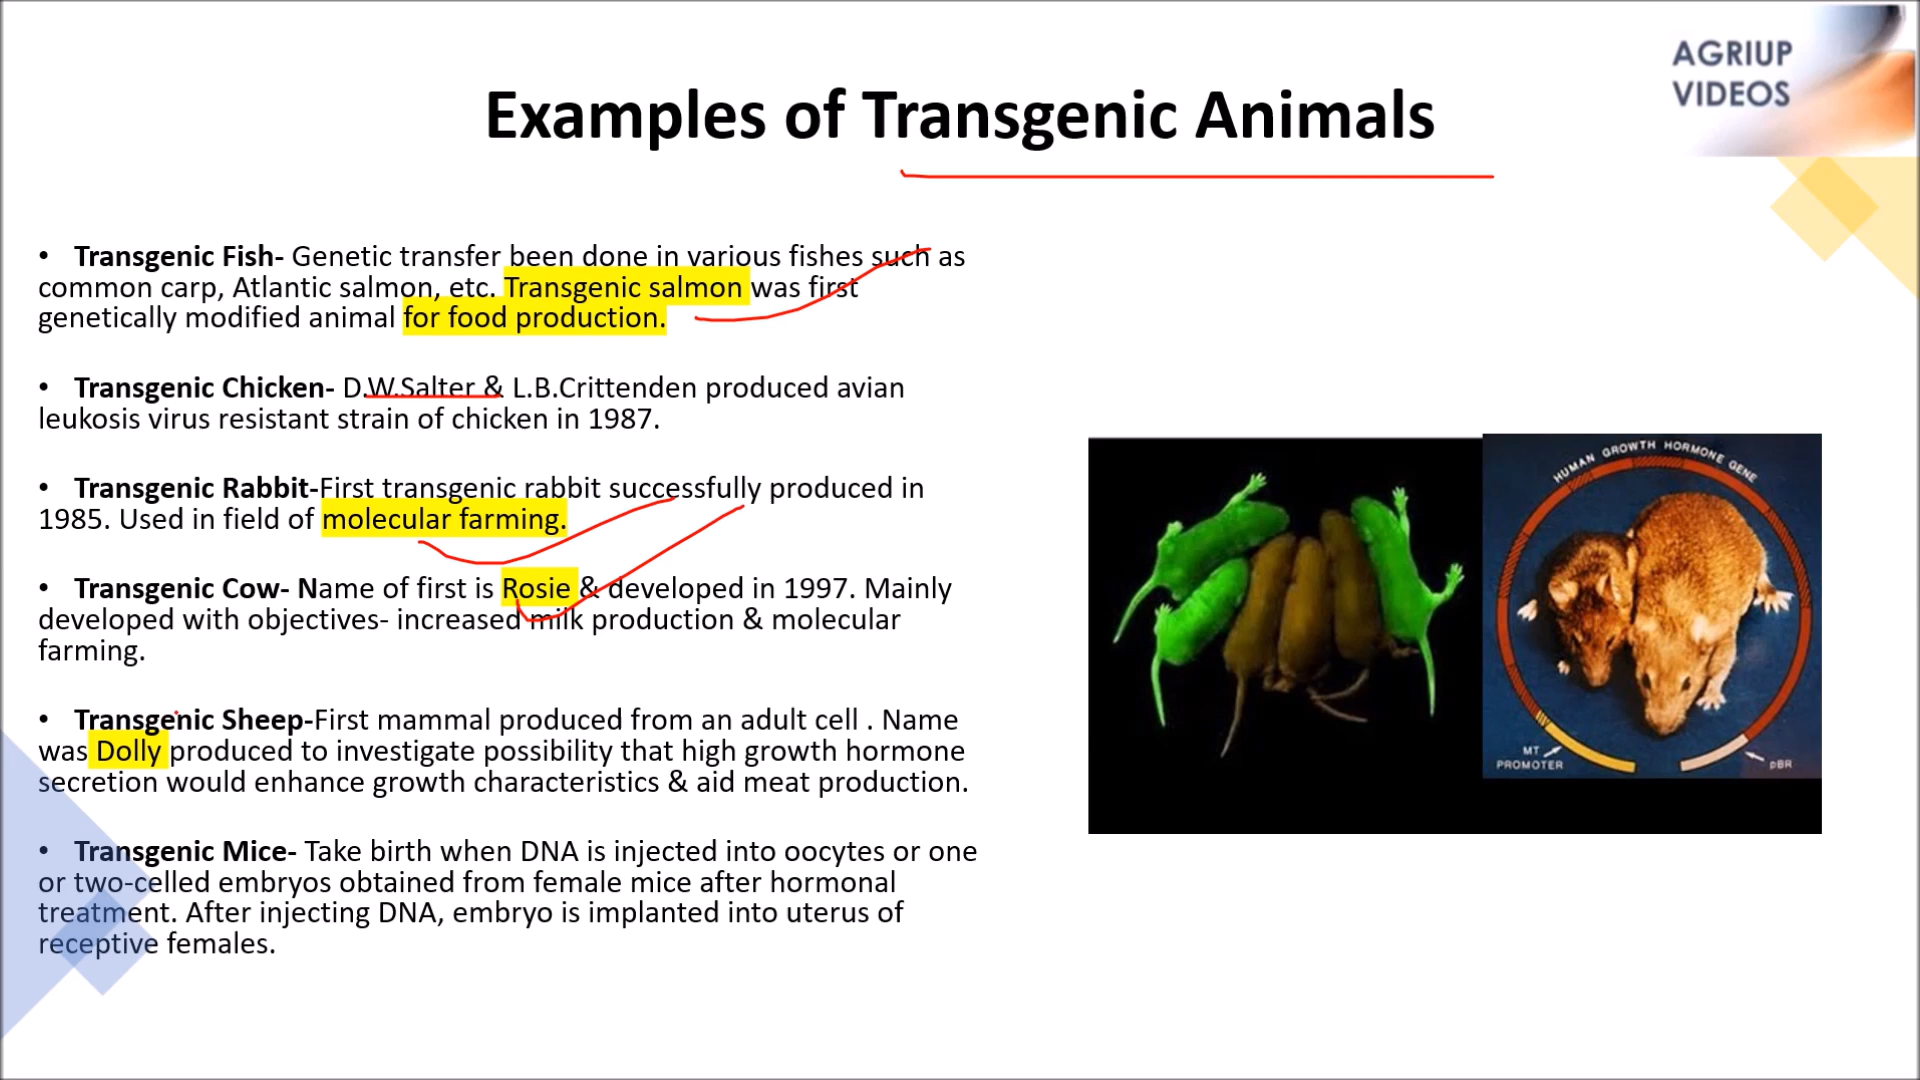 AGRIUP
VIDEOS
Examples of Transgenic Animals
• Transgenic Fish- Genetic transfer been done in various fishes such as
common carp, Atlantic salmon, etc. Transgenic salmon was first
genetically modified animal for food production.
• Transgenic Chicken- D.W.Salter & L.B.Crittenden produced avian
leukosis virus resistant strain of chicken in 1987.
• Transgenic Rabbit-First transgenic rabbit successfully produced in
1985. Used in field of molecular farming.
• Transgenic Cow- Name of first is Rosie & developed in 1997. Mainly
developed with objectives- increased milk production & molecular
farming.
• Transgenic Sheep-First mammal produced from an adult cell . Name
was Dolly produced to investigate possibility that high growth hormone
secretion would enhance growth characteristics & aid meat production.
• Transgenic Mice- Take birth when DNA is injected into oocytes or one
or two-celled embryos obtained from female mice after hormonal
treatment. After injecting DNA, embryo is implanted into uterus of
receptive females.
HUMAN GROWTH HORMONE GENE
MT
PROMOTER
pBR